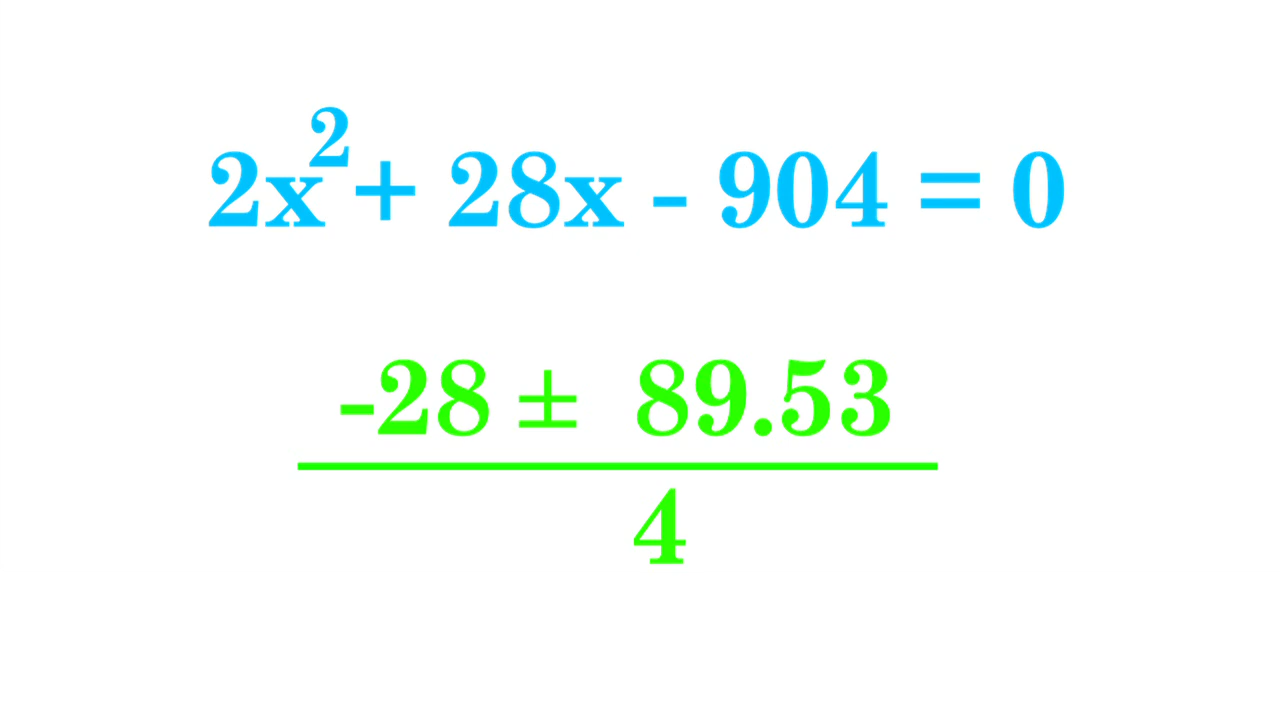 2x² + 28x - 904 = 0
-28 ± 89.53
4